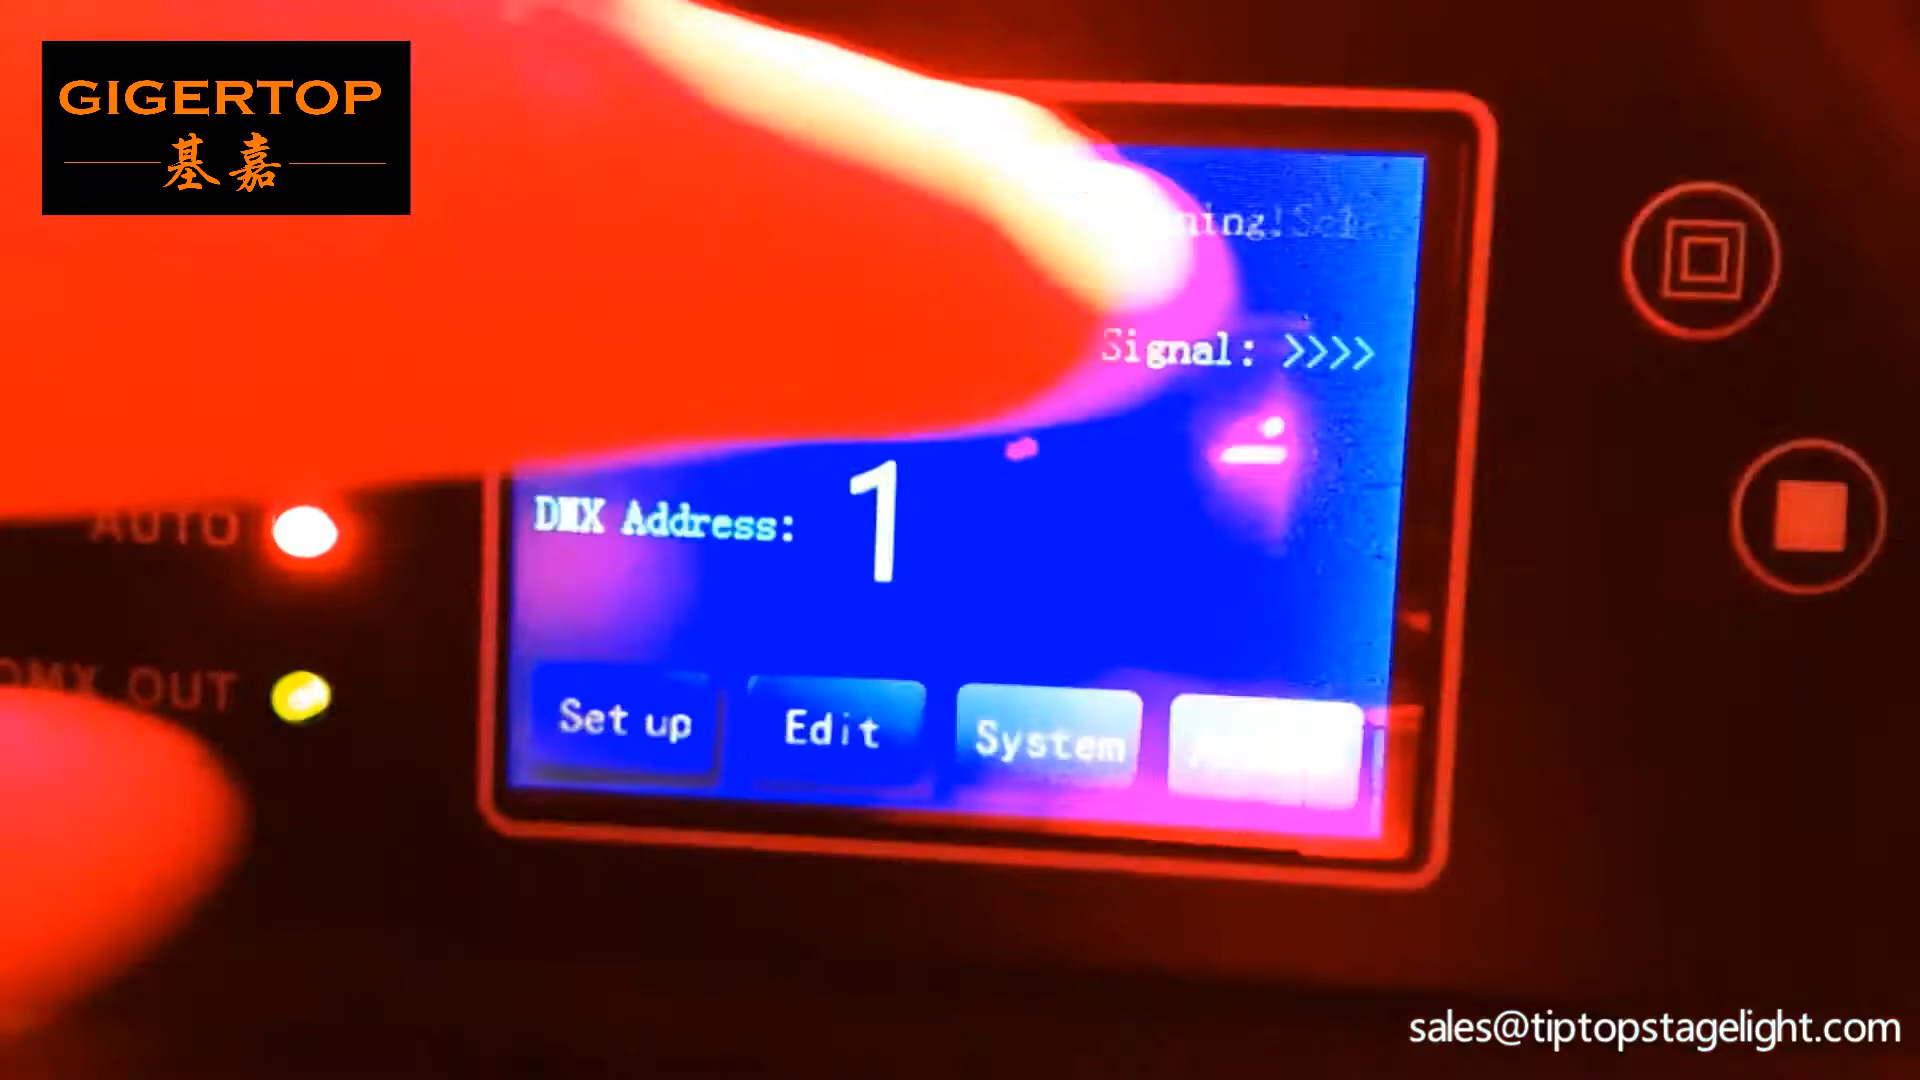 GIGERTOP
基嘉
Signal: >>>>
AUTO
DMX Address: 1
DMX OUT
Set up
Edit
System
sales@tiptopstagelight.com